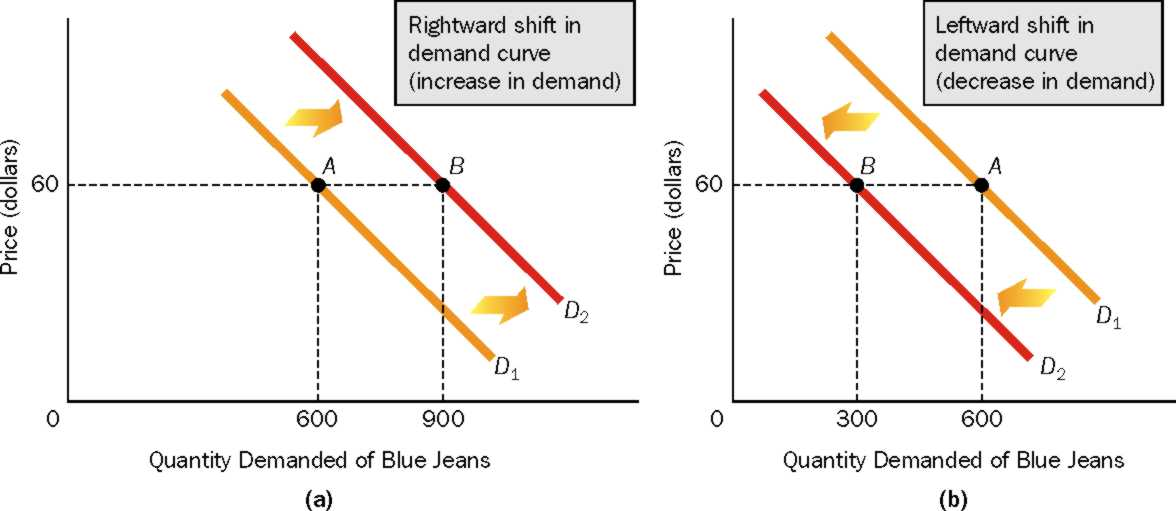 Rightward shift in
demand curve
(increase in demand)
Price (dollars)
60
A
B
D2
D1
0
600
900
Quantity Demanded of Blue Jeans
(a)
Leftward shift in
demand curve
(decrease in demand)
Price (dollars)
60
B
A
D1
D2
0
300
600
Quantity Demanded of Blue Jeans
(b)